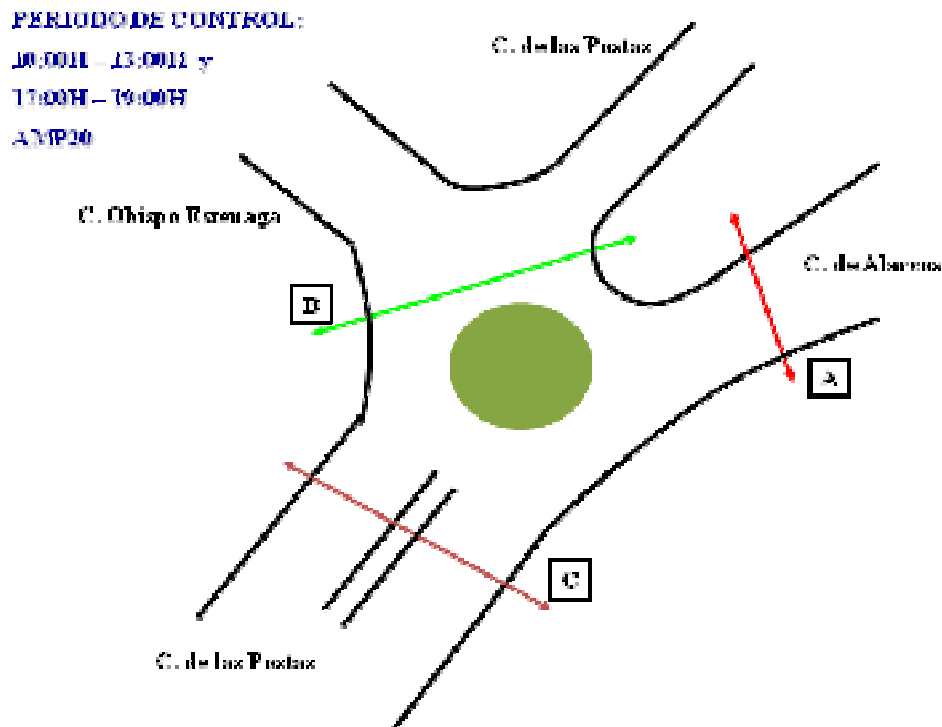 PERIODO DE CONTROL:
10:00H – 13:00H y
17:00H – 19:00H
C. de las Postas
C. Obispo Estenaga
C. de Alarcos
B
A
C
C. de las Postas